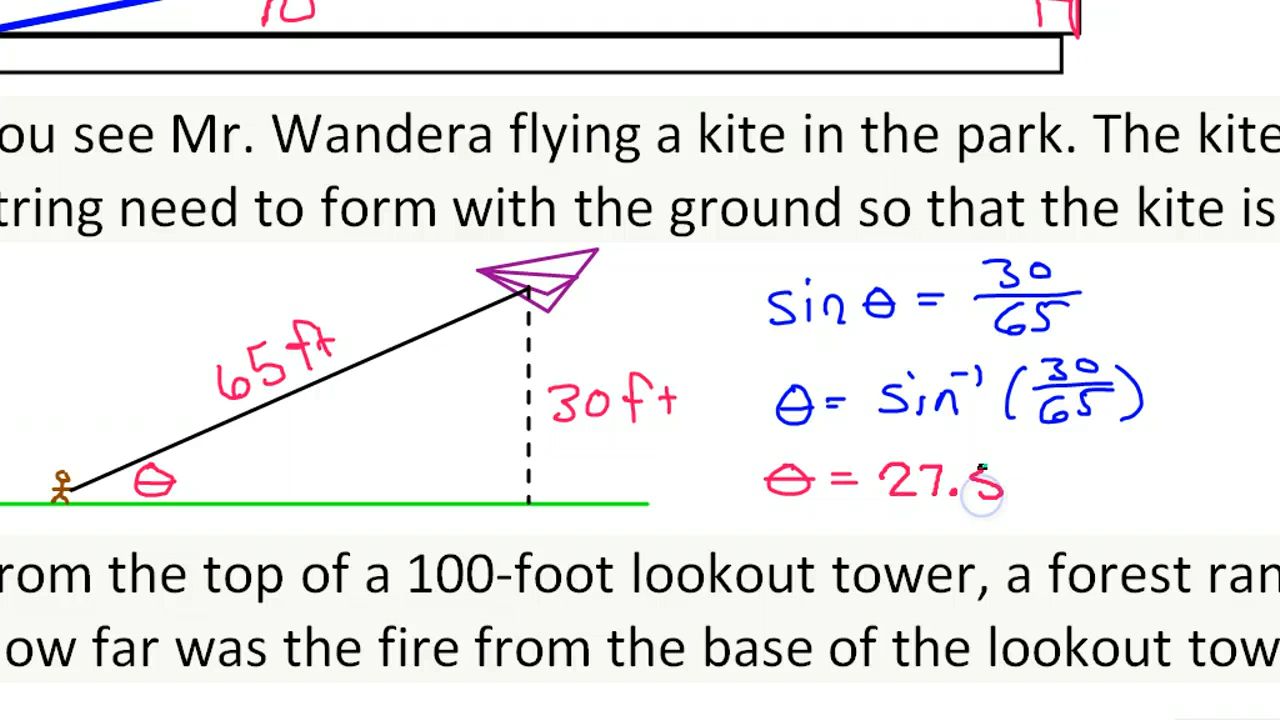 10
ou see Mr. Wandera flying a kite in the park. The kite
tring need to form with the ground so that the kite is
65ft
30ft
θ
sin θ = 30/65
θ = sin⁻¹ (30/65)
θ = 27.5
rom the top of a 100-foot lookout tower, a forest ran
ow far was the fire from the base of the lookout tow